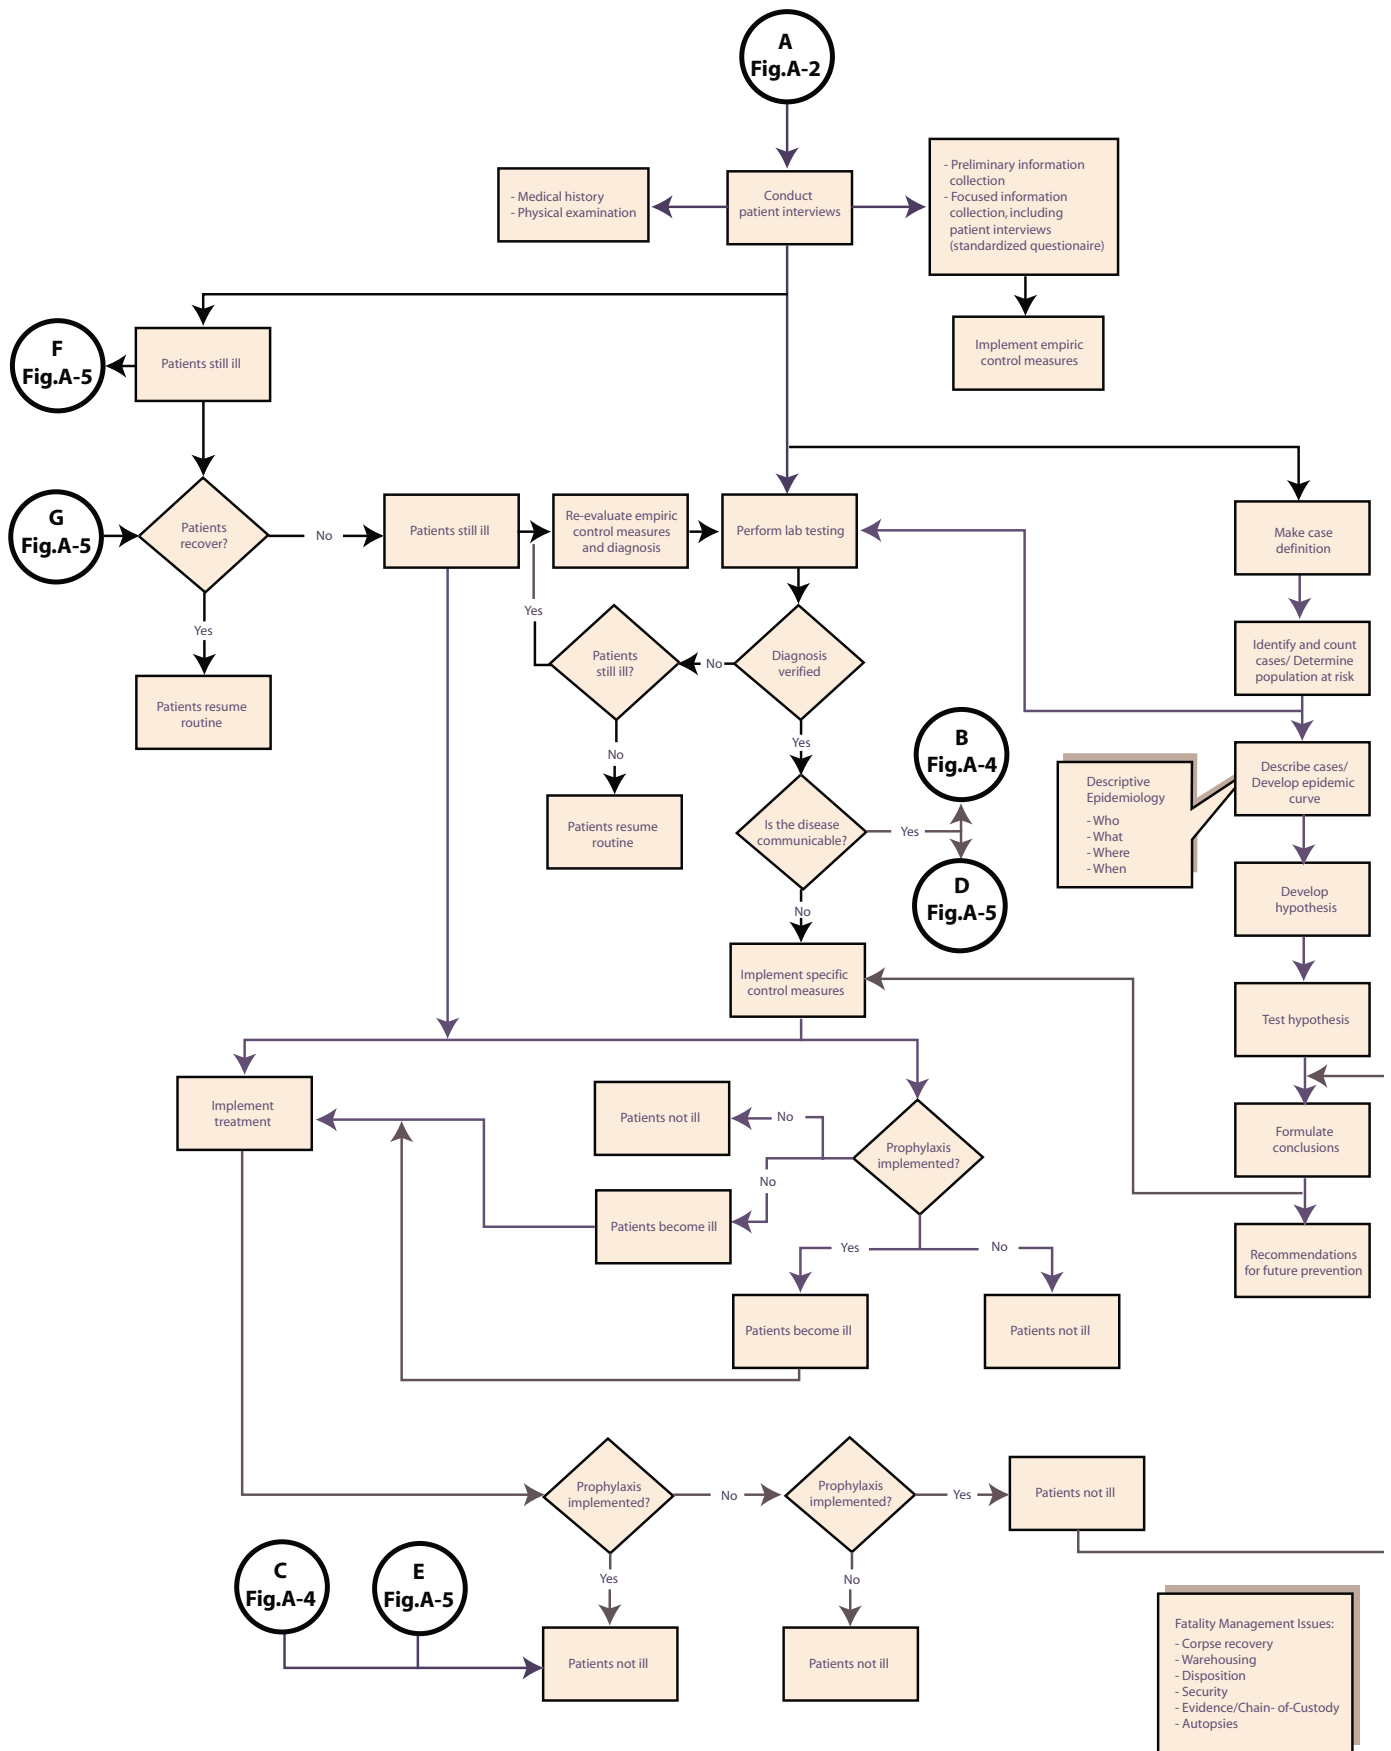 A
Fig.A-2
- Medical history
- Physical examination
Conduct
patient interviews
- Preliminary information
collection
- Focused information
collection, including
patient interviews
(standardized questionaire)
Implement empiric
control measures
Patients still ill
F
Fig.A-5
G
Fig.A-5
Patients
recover?
No
Patients still ill
Re-evaluate empiric
control measures
and diagnosis
Perform lab testing
Make case
definition
Yes
Patients resume
routine
Yes
Patients
still ill?
No
Diagnosis
verified
Identify and count
cases/ Determine
population at risk
No
Patients resume
routine
Yes
Is the disease
communicable?
Yes
B
Fig.A-4
D
Fig.A-5
Descriptive
Epidemiology
- Who
- What
- Where
- When
Describe cases/
Develop epidemic
curve
Develop
hypothesis
No
Implement specific
control measures
Test hypothesis
Implement
treatment
Patients not ill
No
Prophylaxis
implemented?
No
Patients become ill
Formulate
conclusions
Yes
No
Recommendations
for future prevention
Patients become ill
Patients not ill
Prophylaxis
implemented?
No
Prophylaxis
implemented?
Yes
Patients not ill
C
Fig.A-4
E
Fig.A-5
Yes
Patients not ill
No
Patients not ill
Fatality Management Issues:
- Corpse recovery
- Warehousing
- Disposition
- Security
- Evidence/Chain- of-Custody
- Autopsies